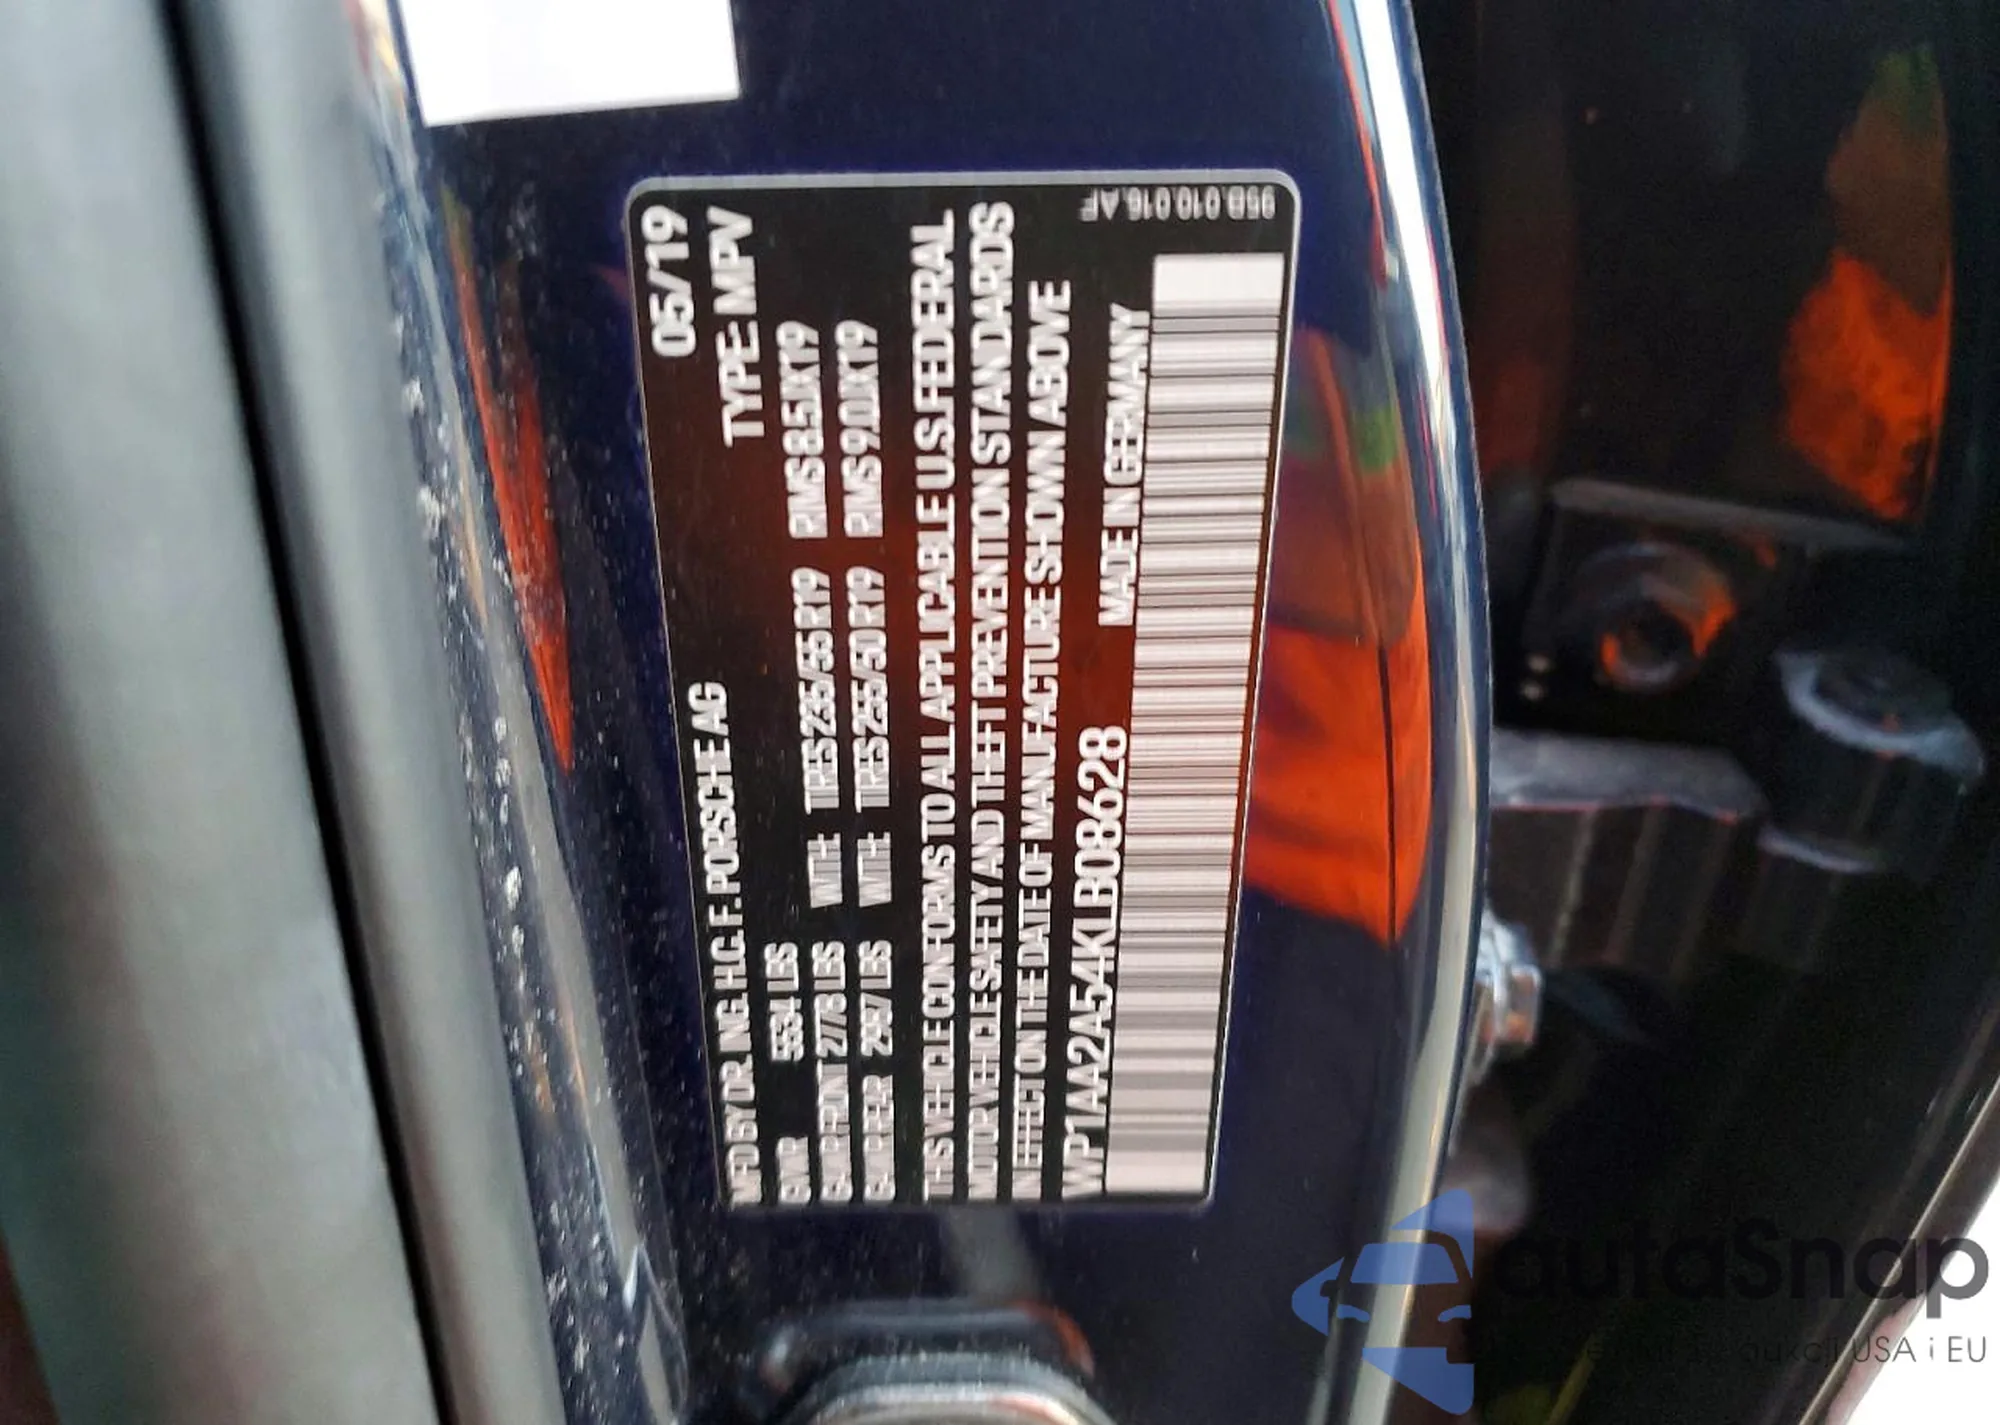 05/19
MFD BY DR. ING. H.C. F. PORSCHE AG TYPE: MPV
GVWR 5534 LBS
GAWR FRONT 2778 LBS WITH: TIRES 235/55 R19 RIMS 8.5JX19
GAWR REAR 2957 LBS WITH: TIRES 255/50 R19 RIMS 9.0JX19
THIS VEHICLE CONFORMS TO ALL APPLICABLE U.S. FEDERAL
MOTOR VEHICLE SAFETY AND THEFT PREVENTION STANDARDS
IN EFFECT ON THE DATE OF MANUFACTURE SHOWN ABOVE
WP1AA2A54KLB08628 MADE IN GERMANY
95B.010.016.AF
autaSnap
aukcji USA i EU